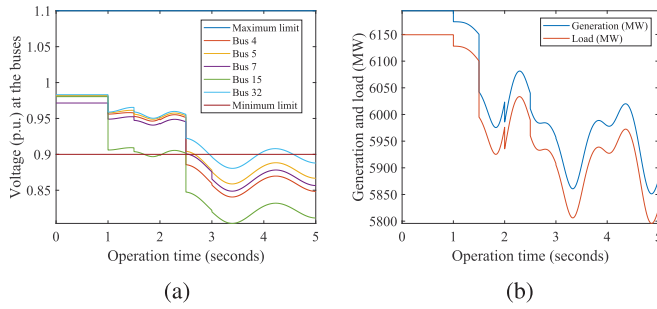 1.1
1.05
1
0.95
0.9
0.85
0 1 2 3 4 5
Voltage (p.u.) at the buses
Operation time (seconds)
Maximum limit
Bus 4
Bus 5
Bus 7
Bus 15
Bus 32
Minimum limit
(a)
6150
6100
6050
6000
5950
5900
5850
5800
0 1 2 3 4 5
Generation and load (MW)
Operation time (seconds)
Generation (MW)
Load (MW)
(b)